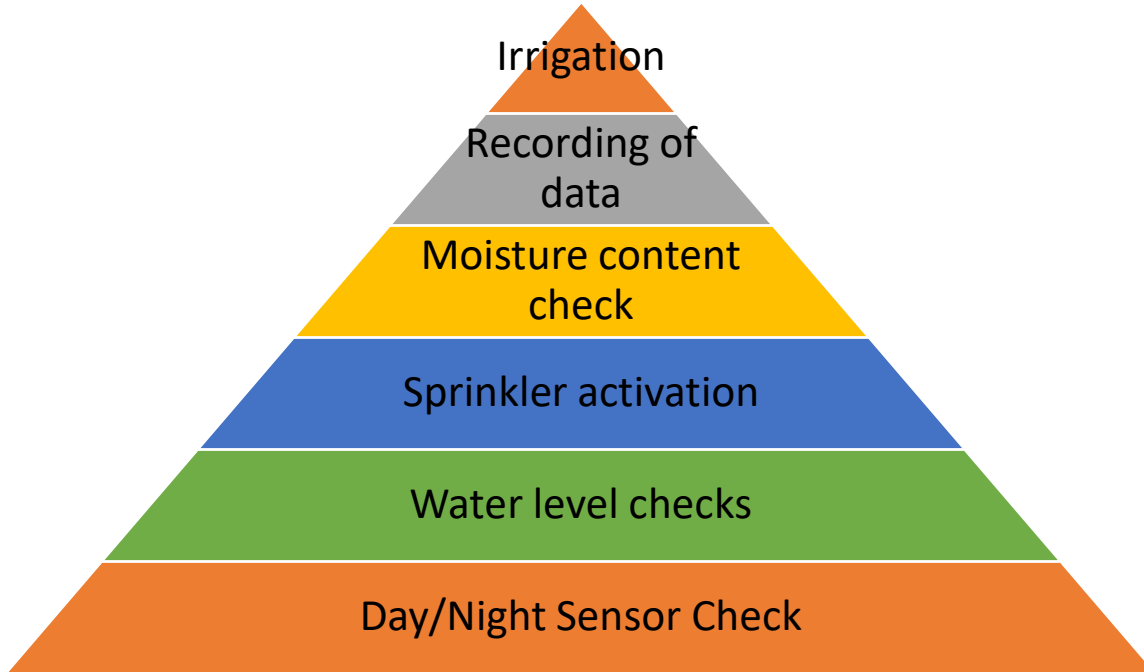 Irrigation
Recording of
data
Moisture content
check
Sprinkler activation
Water level checks
Day/Night Sensor Check